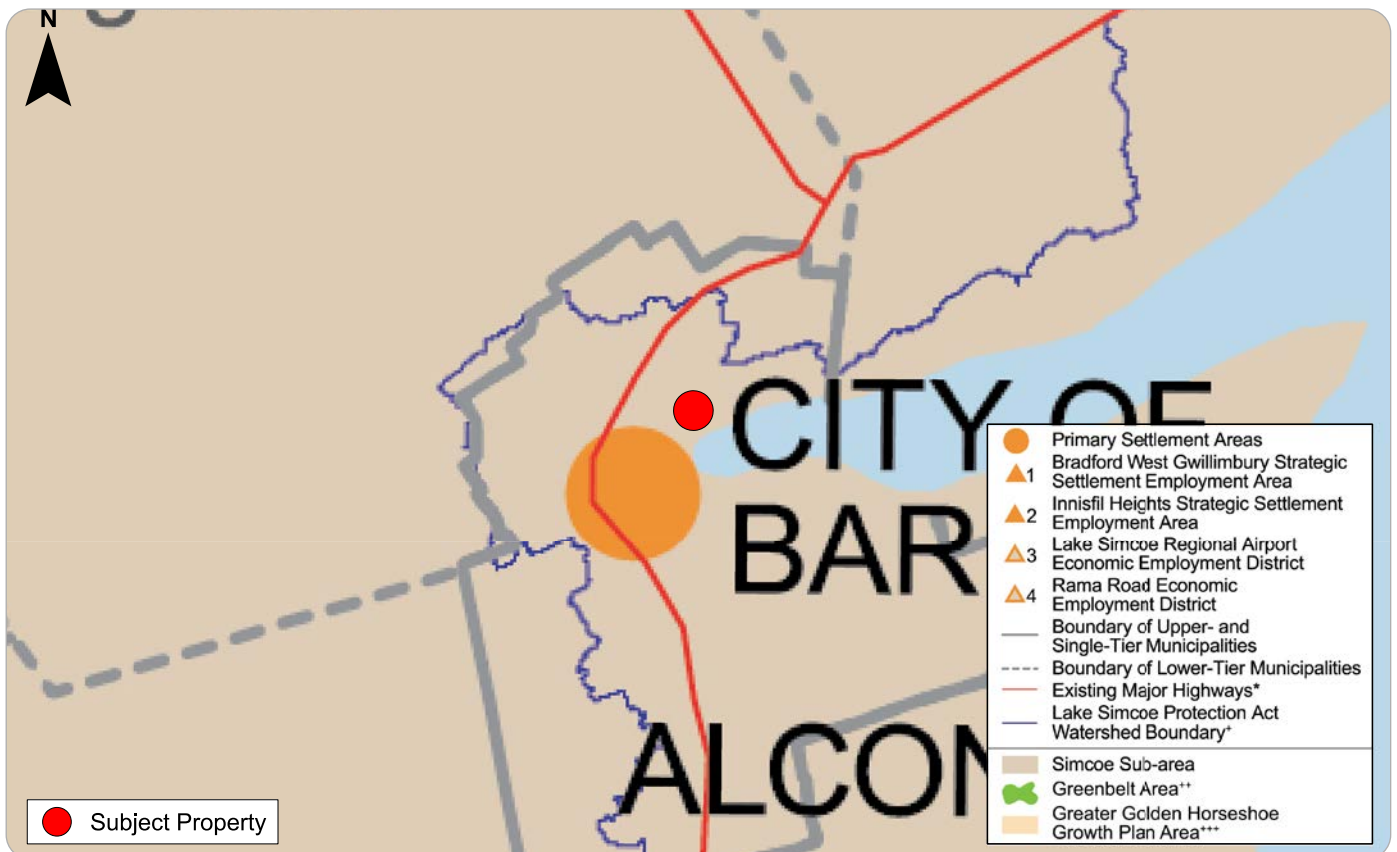 N
CITY OF
BAR
ALCON
Primary Settlement Areas
1 Bradford West Gwillimbury Strategic
Settlement Employment Area
2 Innisfil Heights Strategic Settlement
Employment Area
3 Lake Simcoe Regional Airport
Economic Employment District
4 Rama Road Economic
Employment District
Boundary of Upper- and
Single-Tier Municipalities
Boundary of Lower-Tier Municipalities
Existing Major Highways*
Lake Simcoe Protection Act
Watershed Boundary+
Simcoe Sub-area
Greenbelt Area++
Greater Golden Horseshoe
Growth Plan Area+++
Subject Property